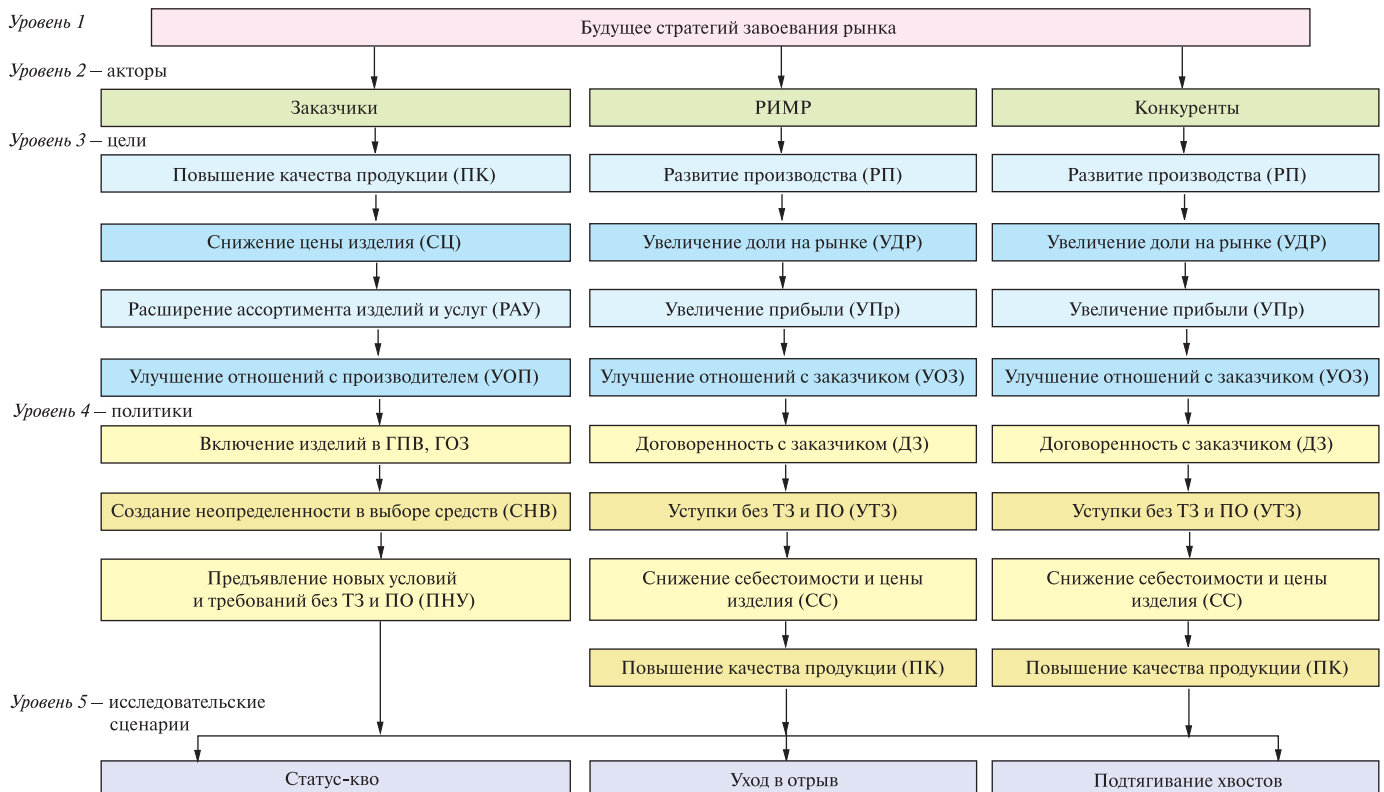 Уровень 1
Будущее стратегий завоевания рынка
Уровень 2 – акторы
Заказчики
РИМР
Конкуренты
Уровень 3 – цели
Повышение качества продукции (ПК)
Развитие производства (РП)
Развитие производства (РП)
Снижение цены изделия (СЦ)
Увеличение доли на рынке (УДР)
Увеличение доли на рынке (УДР)
Расширение ассортимента изделий и услуг (РАУ)
Увеличение прибыли (УПр)
Увеличение прибыли (УПр)
Улучшение отношений с производителем (УОП)
Улучшение отношений с заказчиком (УОЗ)
Улучшение отношений с заказчиком (УОЗ)
Уровень 4 – политики
Включение изделий в ГПВ, ГОЗ
Договоренность с заказчиком (ДЗ)
Договоренность с заказчиком (ДЗ)
Создание неопределенности в выборе средств (СНВ)
Уступки без ТЗ и ПО (УТЗ)
Уступки без ТЗ и ПО (УТЗ)
Предъявление новых условий
и требований без ТЗ и ПО (ПНУ)
Снижение себестоимости и цены
изделия (СС)
Снижение себестоимости и цены
изделия (СС)
Повышение качества продукции (ПК)
Повышение качества продукции (ПК)
Уровень 5 – исследовательские
сценарии
Статус-кво
Уход в отрыв
Подтягивание хвостов